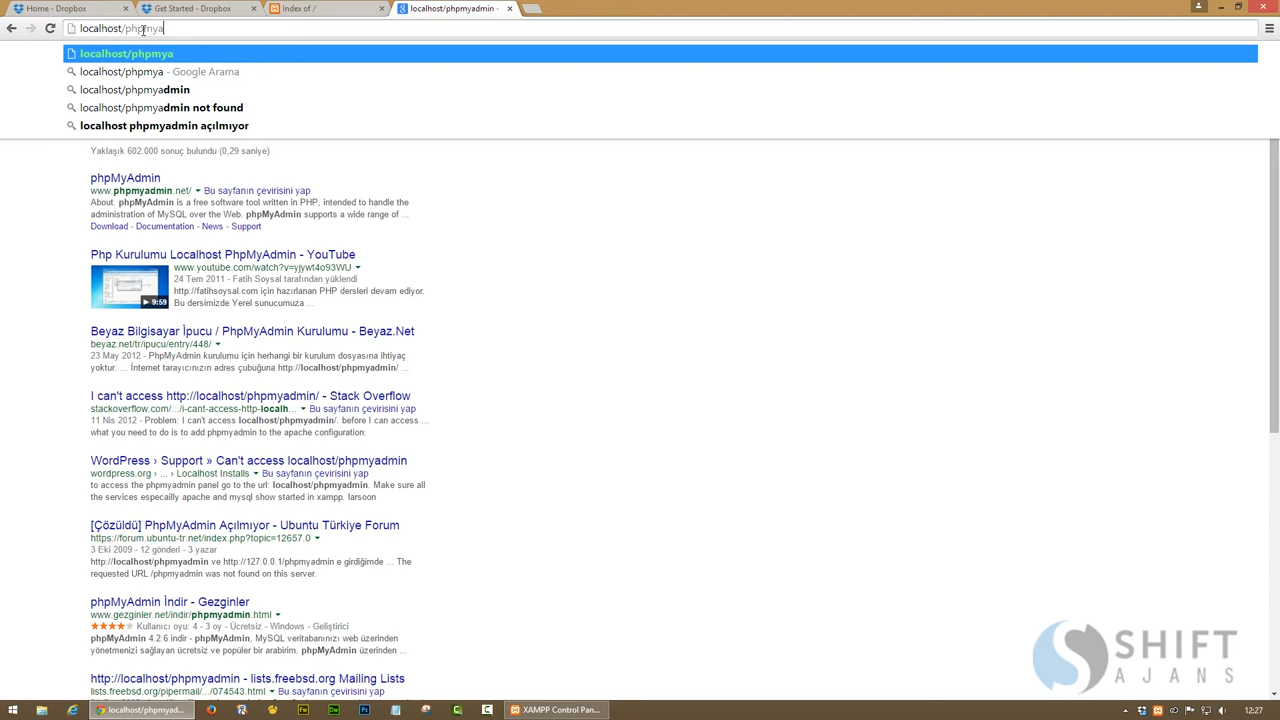 Home - Dropbox
Get Started - Dropbox
Index of /
localhost/phpmyadmin -
localhost/phpmya
localhost/phpmya
localhost/phpmya - Google Arama
localhost/phpmyadmin
localhost/phpmyadmin not found
localhost phpmyadmin açılmıyor
Yaklaşık 602.000 sonuç bulundu (0,29 saniye)
phpMyAdmin
www.phpmyadmin.net/ Bu sayfanın çevirisini yap
About. phpMyAdmin is a free software tool written in PHP, intended to handle the
administration of MySQL over the Web. phpMyAdmin supports a wide range of ...
Download - Documentation - News - Support
Php Kurulumu Localhost PhpMyAdmin - YouTube
www.youtube.com/watch?v=yjywt4o93WU
24 Tem 2011 - Fatih Soysal tarafından yüklendi
http://fatihsoysal.com için hazırlanan PHP dersleri devam ediyor.
Bu dersimizde Yerel sunucumuza ...
9:59
Beyaz Bilgisayar İpucu / PhpMyAdmin Kurulumu - Beyaz.Net
beyaz.net/tr/ipucu/entry/448/
23 May 2012 - PhpMyAdmin kurulumu için herhangi bir kurulum dosyasına ihtiyaç
yoktur. ... İnternet tarayıcınızın adres çubuğuna http://localhost/phpmyadmin/ ...
I can't access http://localhost/phpmyadmin/ - Stack Overflow
stackoverflow.com/.../i-cant-access-http-localh... Bu sayfanın çevirisini yap
11 Nis 2012 - Problem: I can't access localhost/phpmyadmin/. before I can access ...
what you need to do is to add phpmyadmin to the apache configuration:
WordPress › Support » Can't access localhost/phpmyadmin
wordpress.org › ... › Localhost Installs Bu sayfanın çevirisini yap
to access the phpmyadmin panel go to the url: localhost/phpmyadmin. Make sure all
the services especailly apache and mysql show started in xampp. larsoon
[Çözüldü] PhpMyAdmin Açılmıyor - Ubuntu Türkiye Forum
https://forum.ubuntu-tr.net/index.php?topic=12657.0
3 Eki 2009 - 12 gönderi - 3 yazar
http://localhost/phpmyadmin ve http://127.0.0.1/phpmyadmin e girdiğimde ... The
requested URL /phpmyadmin was not found on this server.
phpMyAdmin İndir - Gezginler
www.gezginler.net/indir/phpmyadmin.html
Kullanıcı oyu: 4 - 3 oy - Ücretsiz - Windows - Geliştirici
phpMyAdmin 4.2.6 indir - phpMyAdmin, MySQL veritabanınızı web üzerinden
yönetmenizi sağlayan ücretsiz ve popüler bir arabirim. phpMyAdmin üzerinden ...
http://localhost/phpmyadmin - lists.freebsd.org Mailing Lists
lists.freebsd.org/pipermail/.../074543.html Bu sayfanın çevirisini yap
SHIFT
AJANS
localhost/phpmyad...
Fw
Dw
Ps
XAMPP Control Pan...
12:27